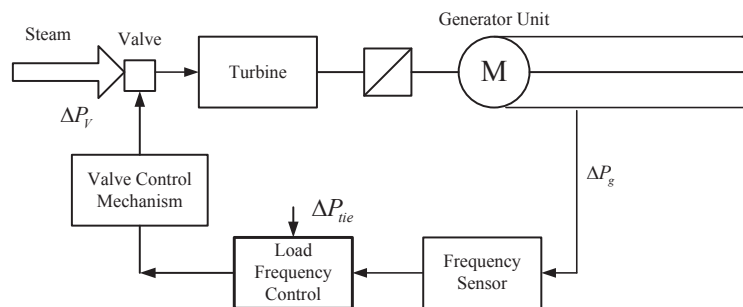 Generator Unit
Steam
Valve
Turbine
M
ΔP_V
Valve Control
Mechanism
ΔP_g
ΔP_tie
Load
Frequency
Control
Frequency
Sensor